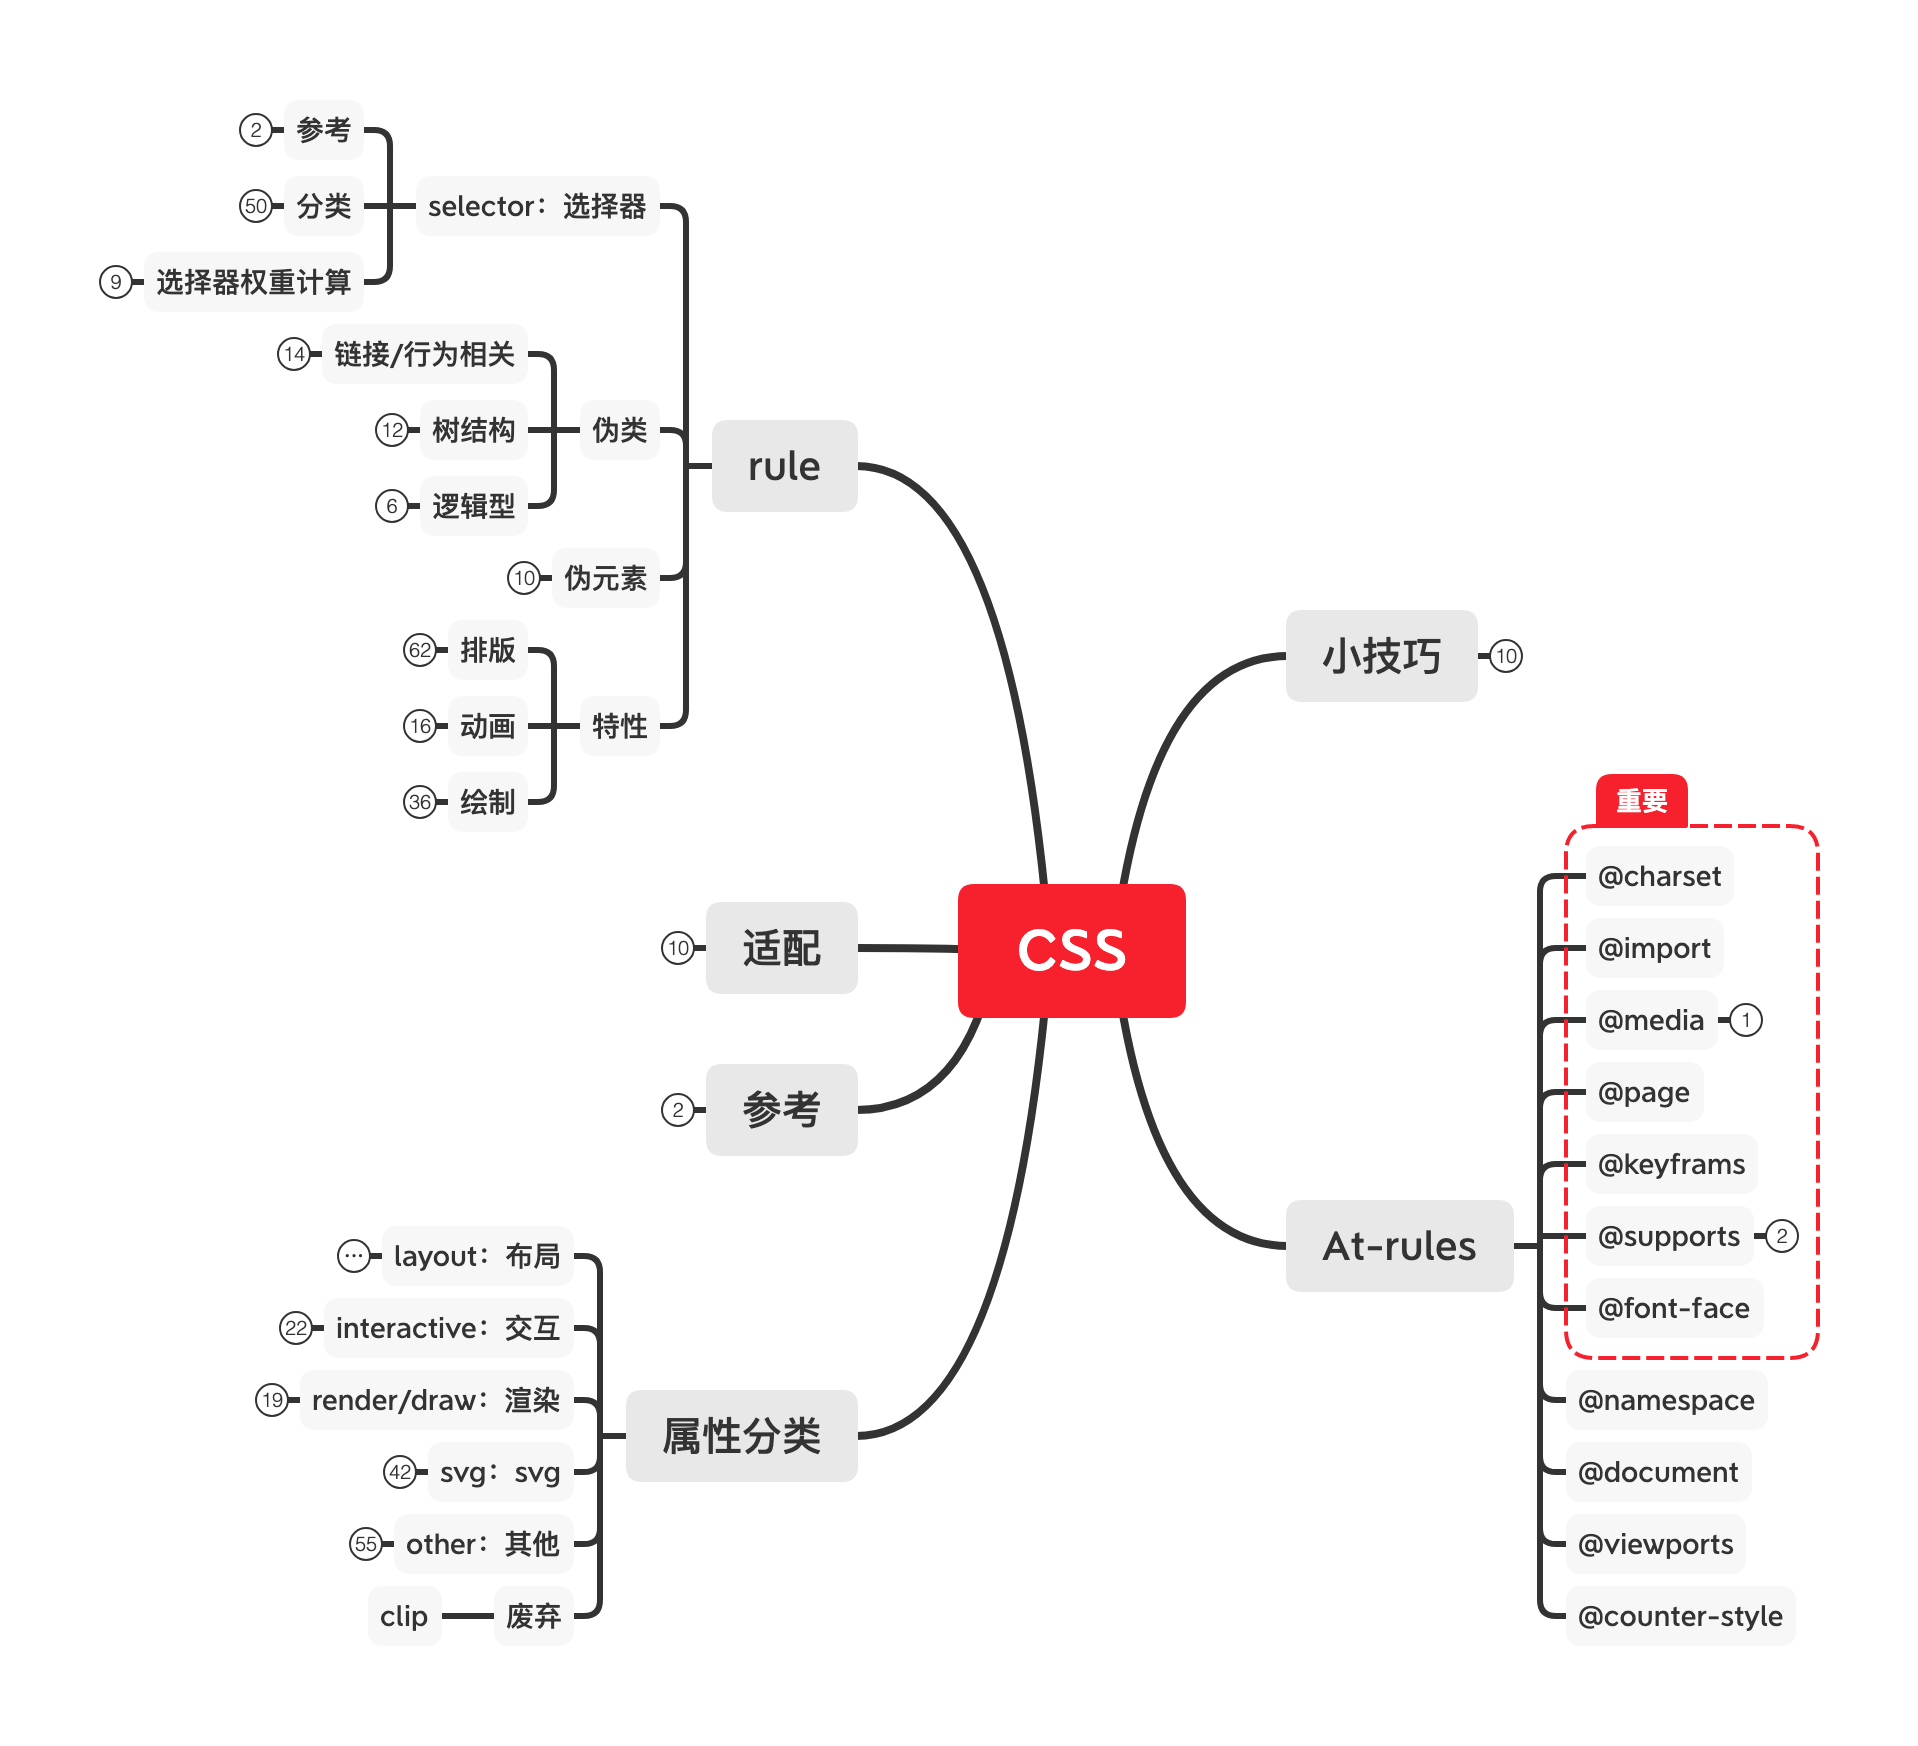 CSS
小技巧
10
At-rules
重要
@charset
@import
@media
1
@page
@keyframs
@supports
2
@font-face
@namespace
@document
@viewports
@counter-style
rule
selector：选择器
参考
2
分类
50
选择器权重计算
9
伪类
链接/行为相关
14
树结构
12
逻辑型
6
伪元素
10
特性
排版
62
动画
16
绘制
36
适配
10
参考
2
属性分类
layout：布局
...
interactive：交互
22
render/draw：渲染
19
svg：svg
42
other：其他
55
废弃
clip